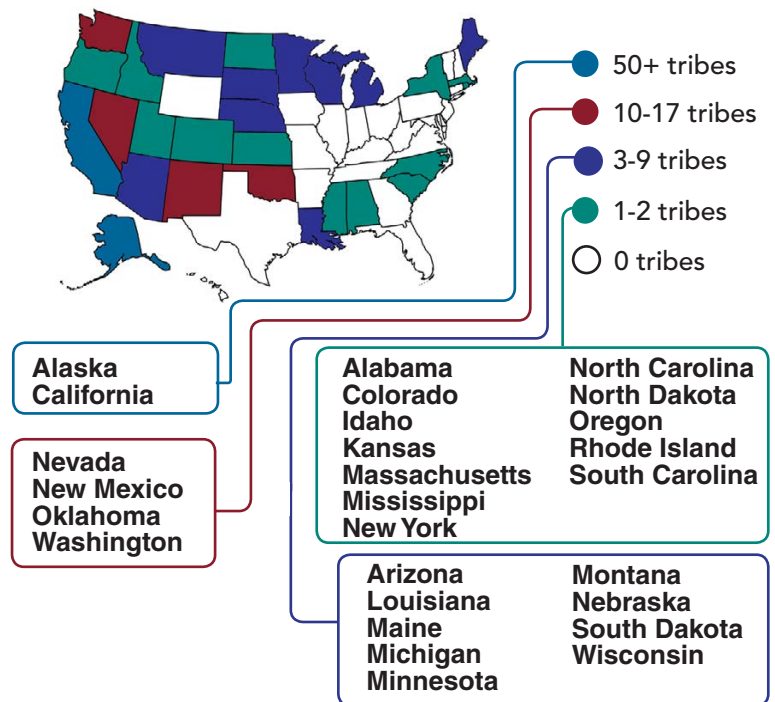 50+ tribes
10-17 tribes
3-9 tribes
1-2 tribes
0 tribes
Alaska
California
Nevada
New Mexico
Oklahoma
Washington
Alabama
Colorado
Idaho
Kansas
Massachusetts
Mississippi
New York
North Carolina
North Dakota
Oregon
Rhode Island
South Carolina
Arizona
Louisiana
Maine
Michigan
Minnesota
Montana
Nebraska
South Dakota
Wisconsin